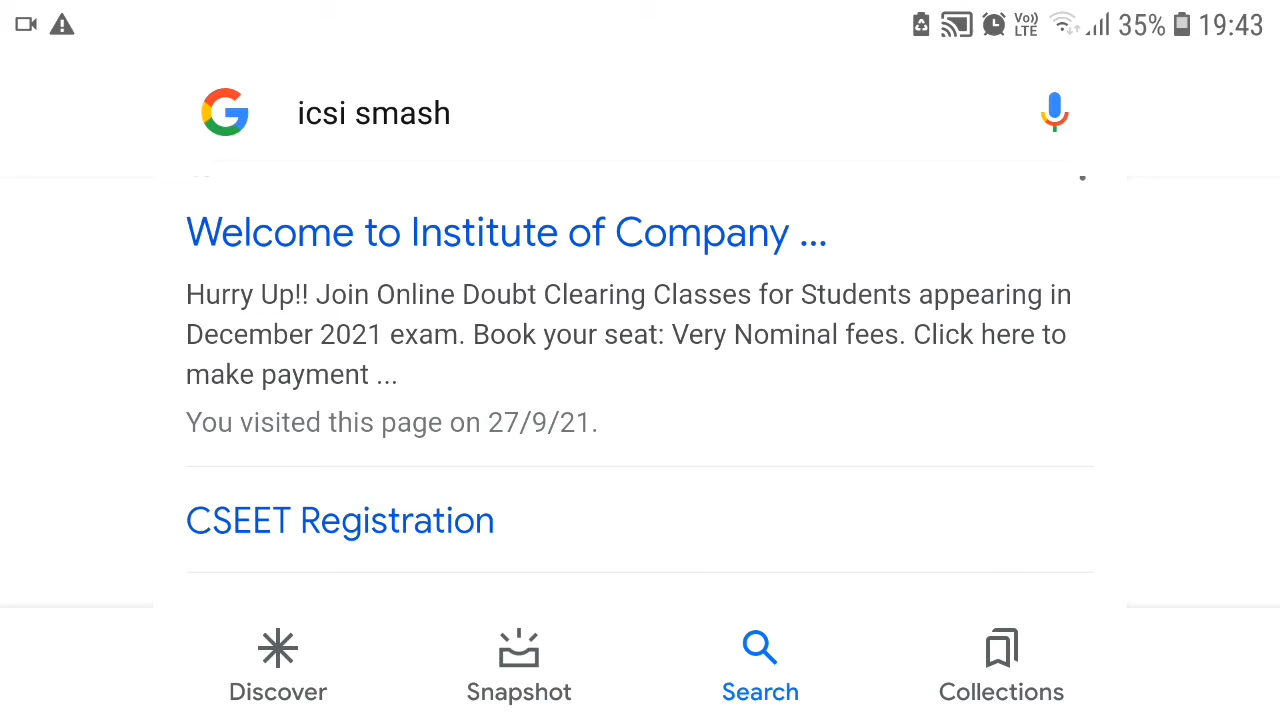 Vo)) LTE 35% 19:43
icsi smash
Welcome to Institute of Company ...
Hurry Up!! Join Online Doubt Clearing Classes for Students appearing in
December 2021 exam. Book your seat: Very Nominal fees. Click here to
make payment ...
You visited this page on 27/9/21.
CSEET Registration
Discover Snapshot Search Collections